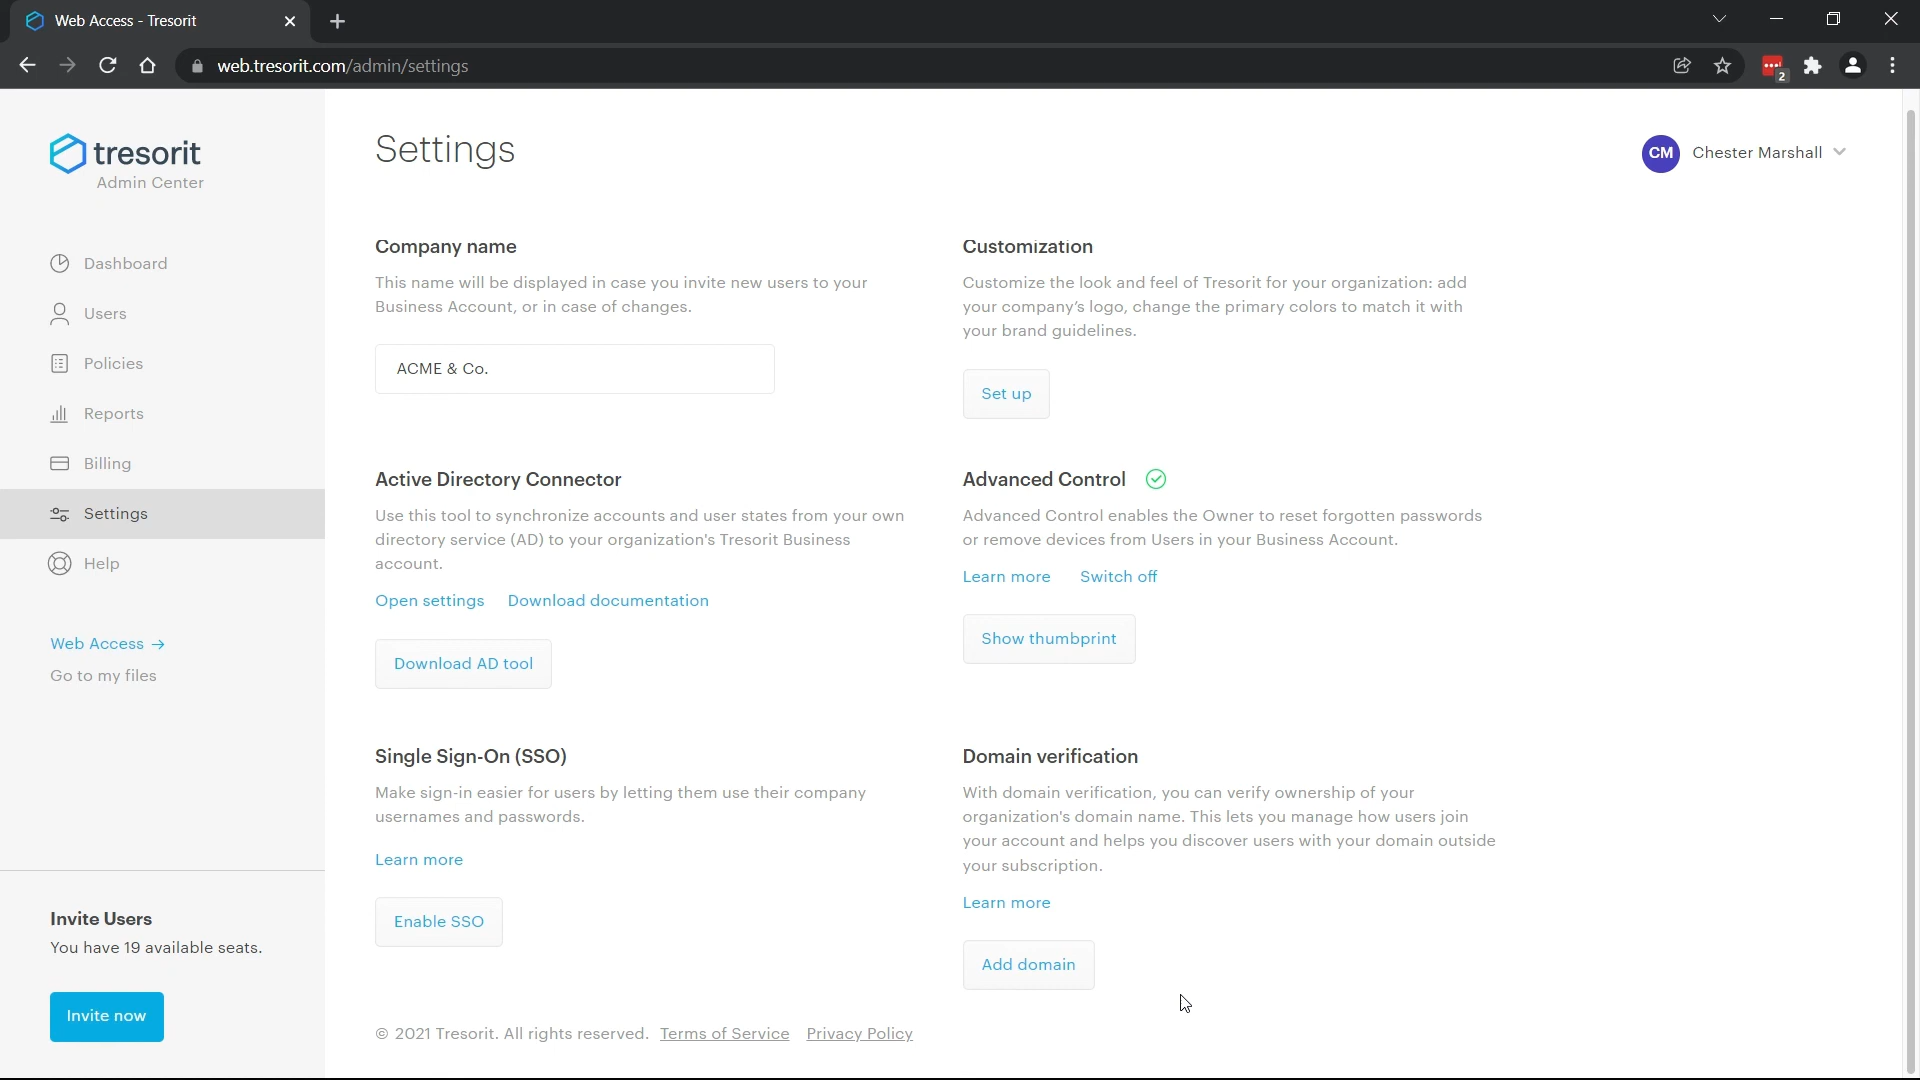 Web Access - Tresorit
web.tresorit.com/admin/settings
2
tresorit
Admin Center
Dashboard
Users
Policies
Reports
Billing
Settings
Help
Web Access →
Go to my files
Invite Users
You have 19 available seats.
Invite now
Settings
CM Chester Marshall
Company name
This name will be displayed in case you invite new users to your
Business Account, or in case of changes.
ACME & Co.
Customization
Customize the look and feel of Tresorit for your organization: add
your company's logo, change the primary colors to match it with
your brand guidelines.
Set up
Active Directory Connector
Use this tool to synchronize accounts and user states from your own
directory service (AD) to your organization's Tresorit Business
account.
Open settings Download documentation
Download AD tool
Advanced Control
Advanced Control enables the Owner to reset forgotten passwords
or remove devices from Users in your Business Account.
Learn more Switch off
Show thumbprint
Single Sign-On (SSO)
Make sign-in easier for users by letting them use their company
usernames and passwords.
Learn more
Enable SSO
Domain verification
With domain verification, you can verify ownership of your
organization's domain name. This lets you manage how users join
your account and helps you discover users with your domain outside
your subscription.
Learn more
Add domain
© 2021 Tresorit. All rights reserved. Terms of Service Privacy Policy